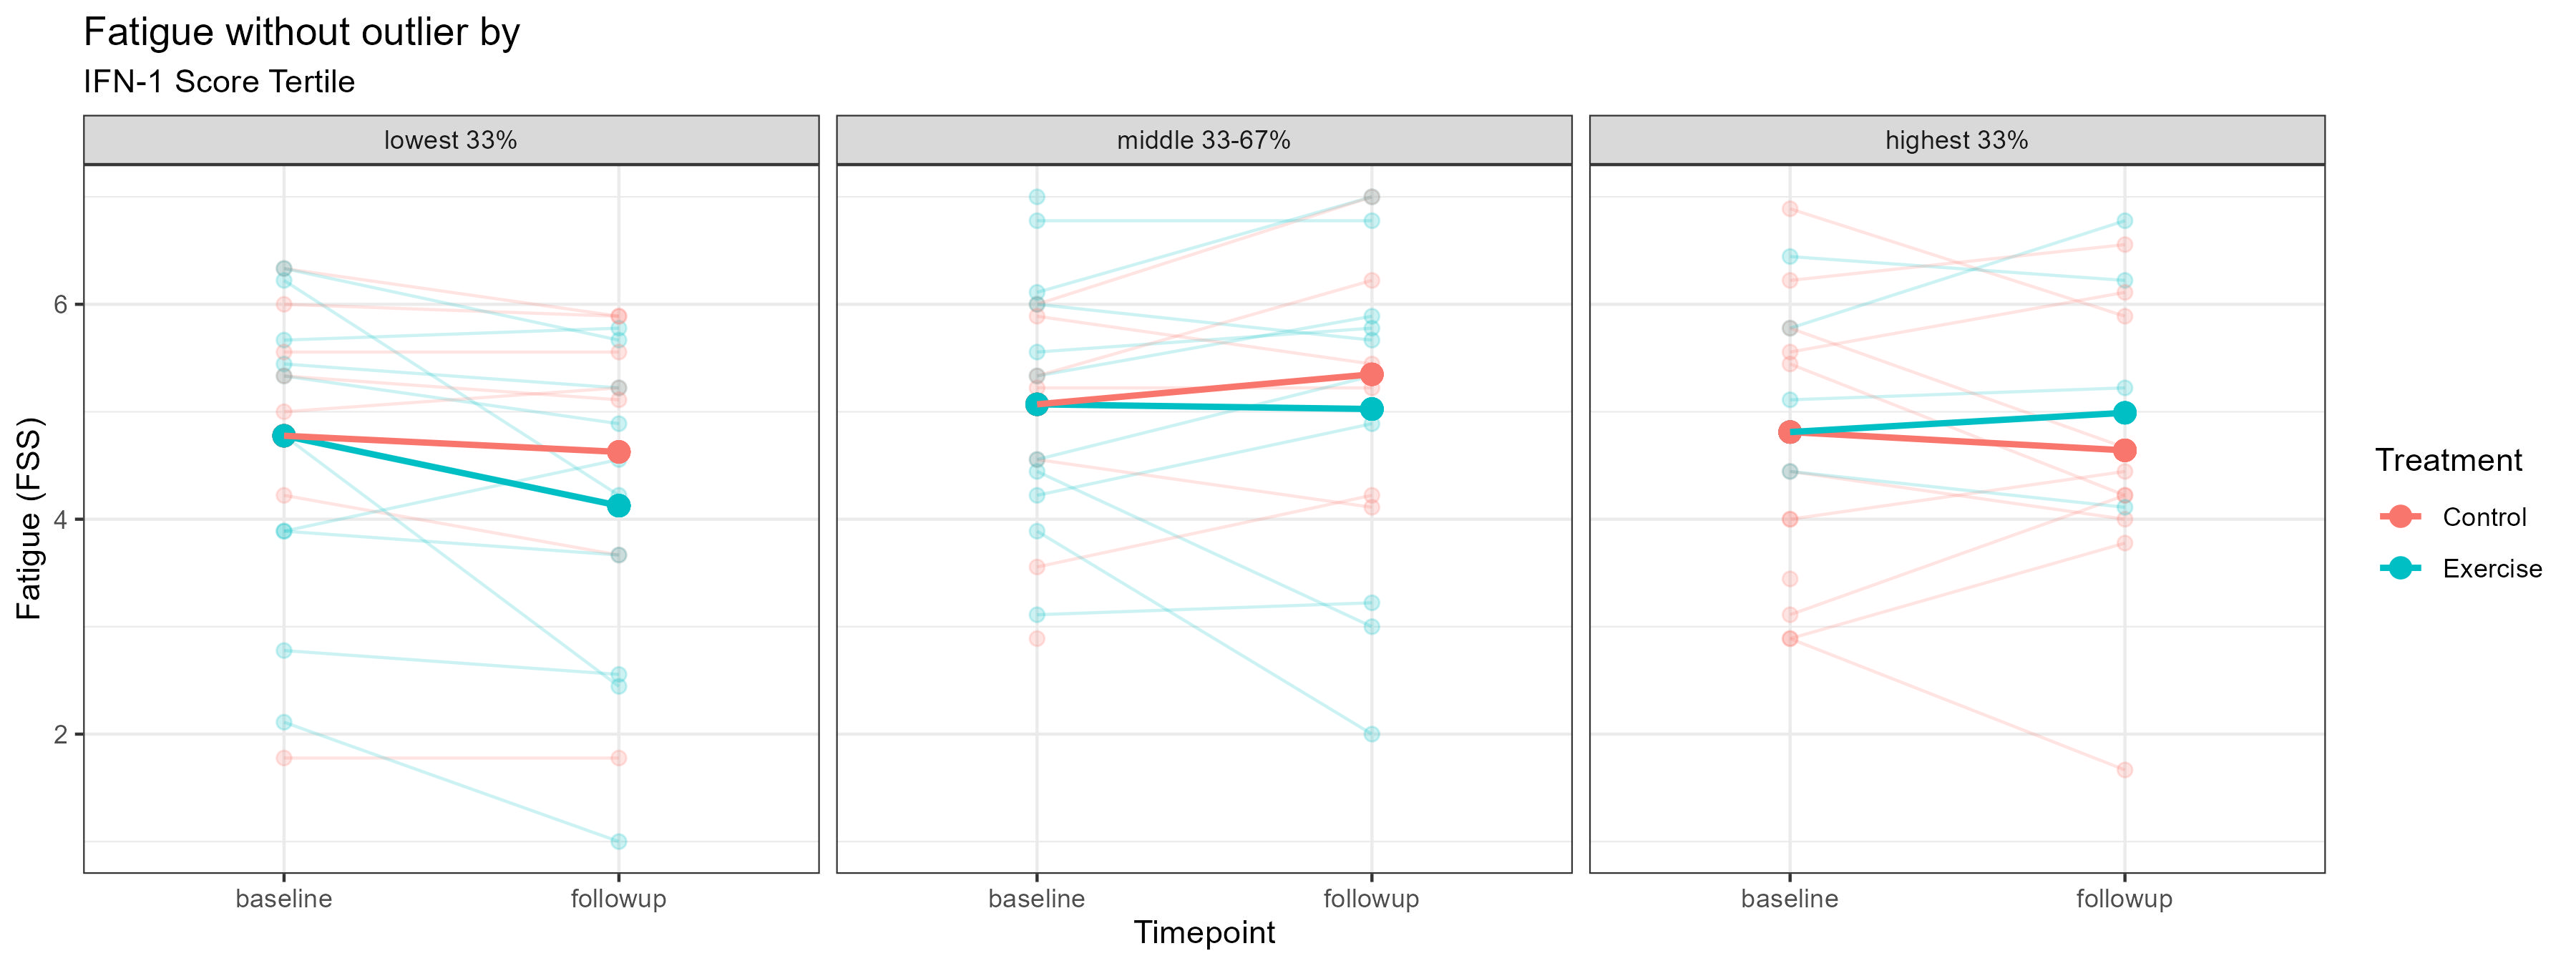 Fatigue without outlier by
IFN-1 Score Tertile
lowest 33%
middle 33-67%
highest 33%
Fatigue (FSS)
6
4
2
baseline
followup
baseline
followup
baseline
followup
Timepoint
Treatment
Control
Exercise